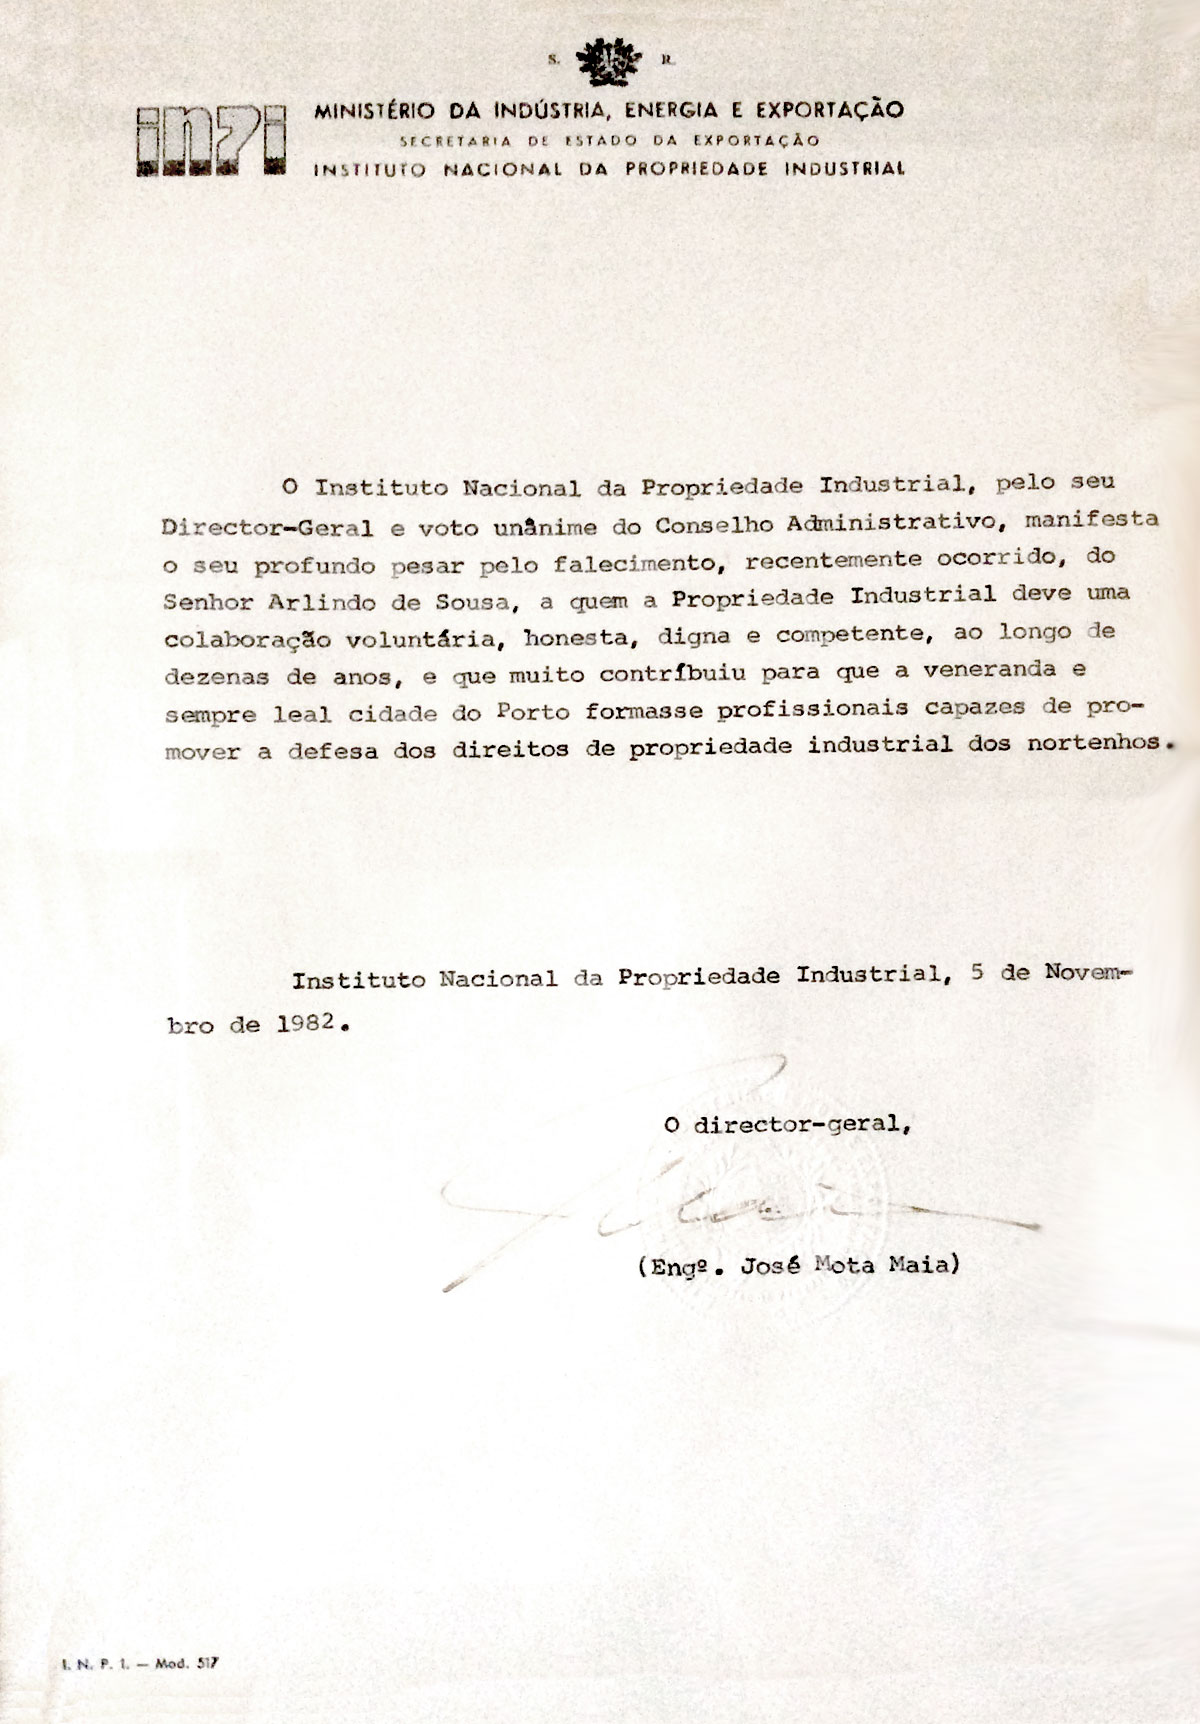 S. R.
inpi
MINISTÉRIO DA INDÚSTRIA, ENERGIA E EXPORTAÇÃO
SECRETARIA DE ESTADO DA EXPORTAÇÃO
INSTITUTO NACIONAL DA PROPRIEDADE INDUSTRIAL
O Instituto Nacional da Propriedade Industrial, pelo seu
Director-Geral e voto unânime do Conselho Administrativo, manifesta
o seu profundo pesar pelo falecimento, recentemente ocorrido, do
Senhor Arlindo de Sousa, a quem a Propriedade Industrial deve uma
colaboração voluntária, honesta, digna e competente, ao longo de
dezenas de anos, e que muito contríbuiu para que a veneranda e
sempre leal cidade do Porto formasse profissionais capazes de pro-
mover a defesa dos direitos de propriedade industrial dos nortenhos.
Instituto Nacional da Propriedade Industrial, 5 de Novem-
bro de 1982.
O director-geral,
(Engº. José Mota Maia)
I. N. P. I. — Mod. 517